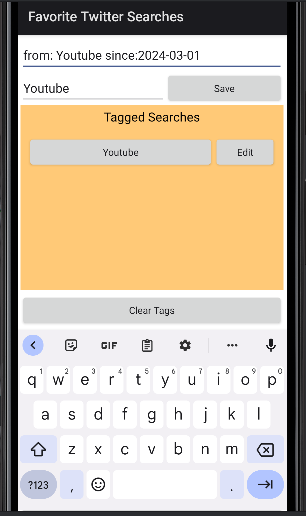 Favorite Twitter Searches
from: Youtube since:2024-03-01
Youtube Save
Tagged Searches
Youtube Edit
Clear Tags
GIF
q1 w2 e3 r4 t5 y6 u7 i8 o9 p0
a s d f g h j k l
z x c v b n m
?123 , .